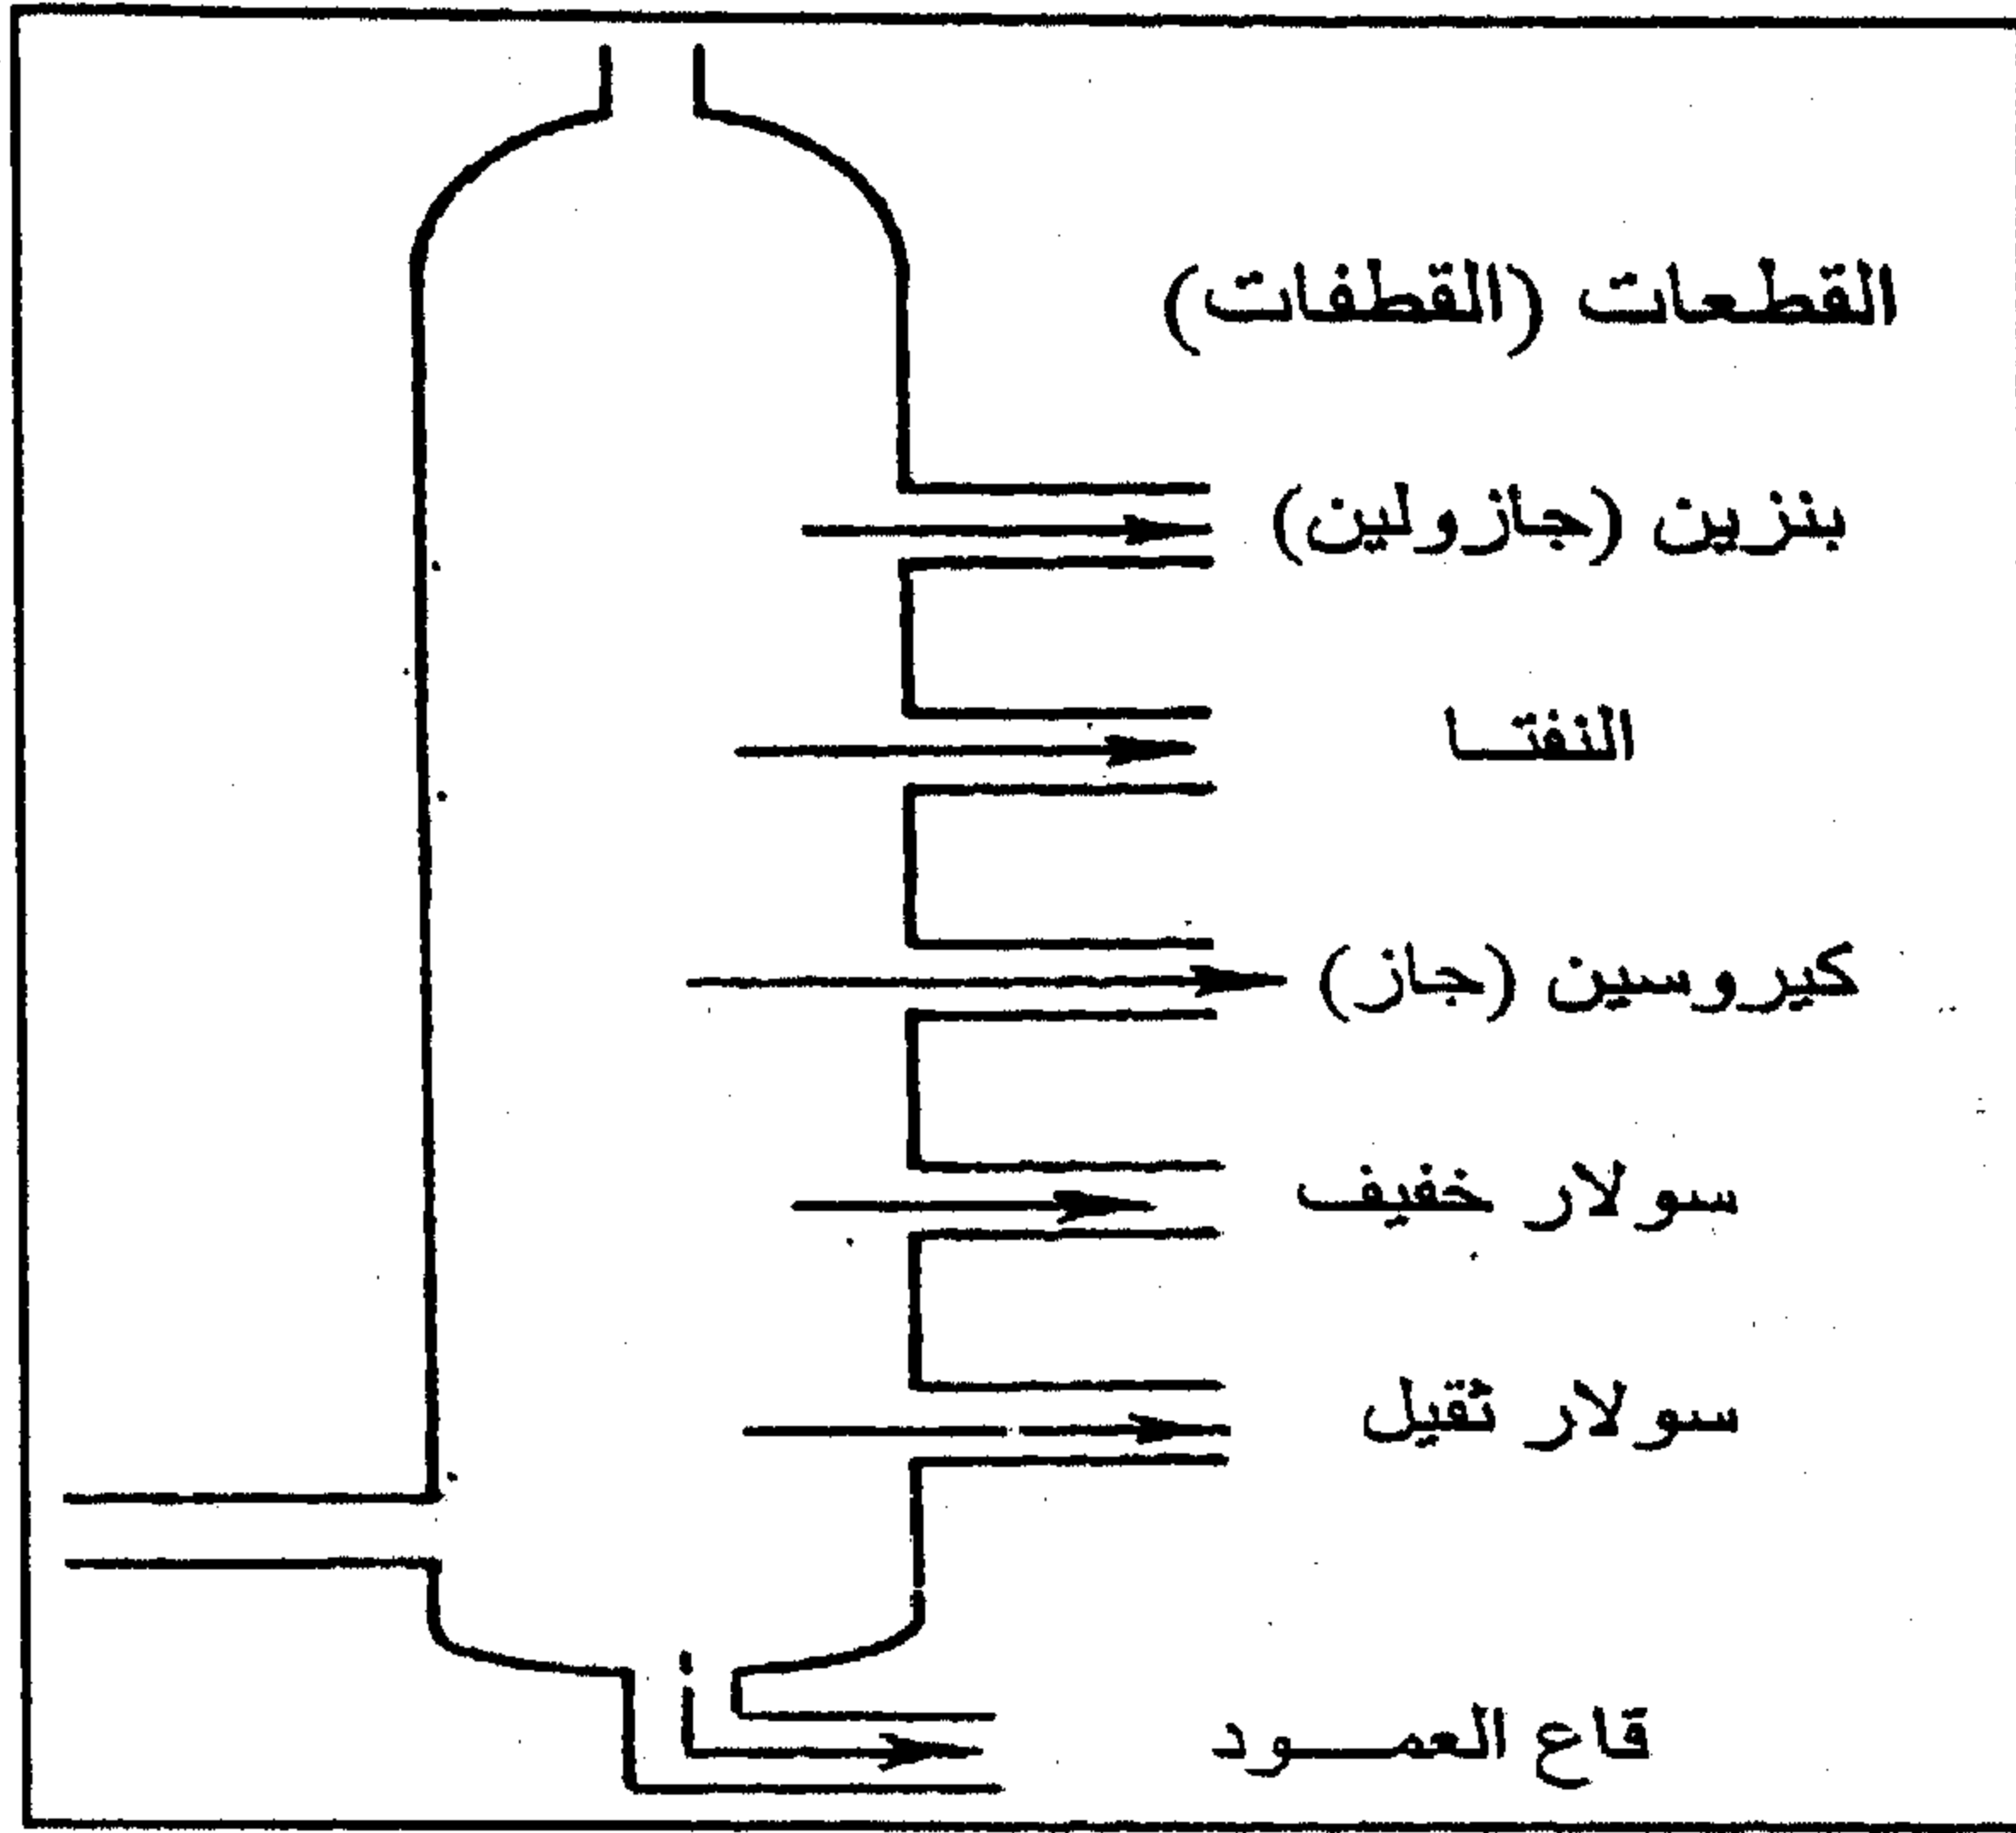 القطعات (القطفات)
بنزين (جازولين)
النفتا
كيروسين (جاز)
سولار خفيف
سولار ثقيل
قاع العمود